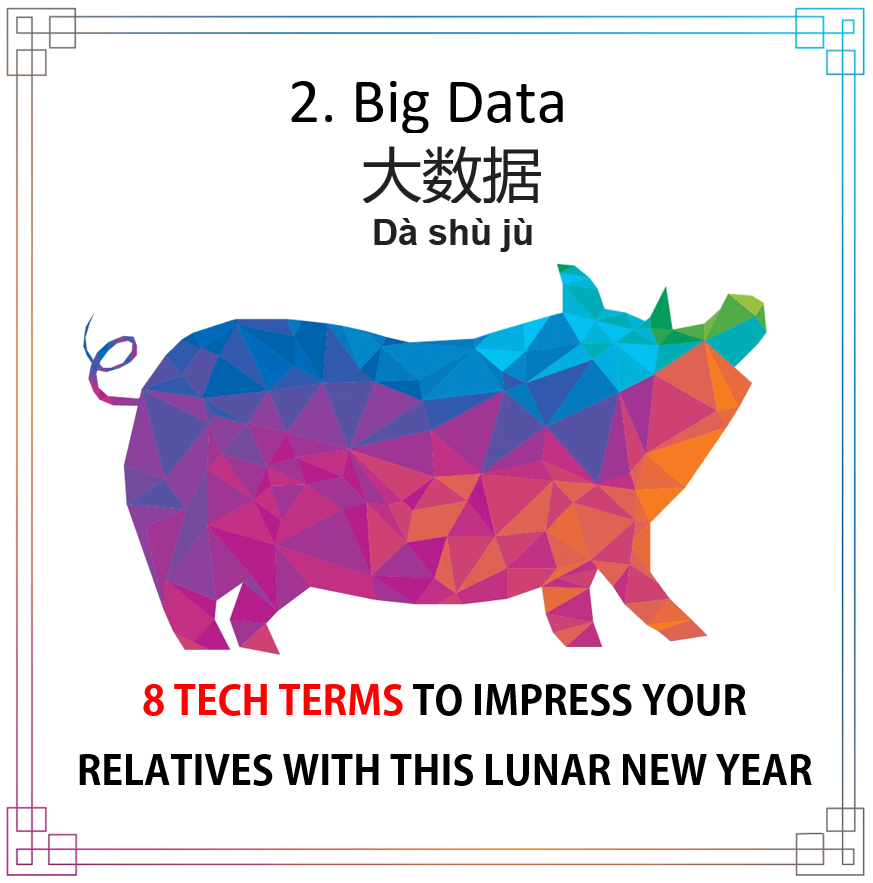 2. Big Data
大数据
Dà shù jù
8 TECH TERMS TO IMPRESS YOUR
RELATIVES WITH THIS LUNAR NEW YEAR